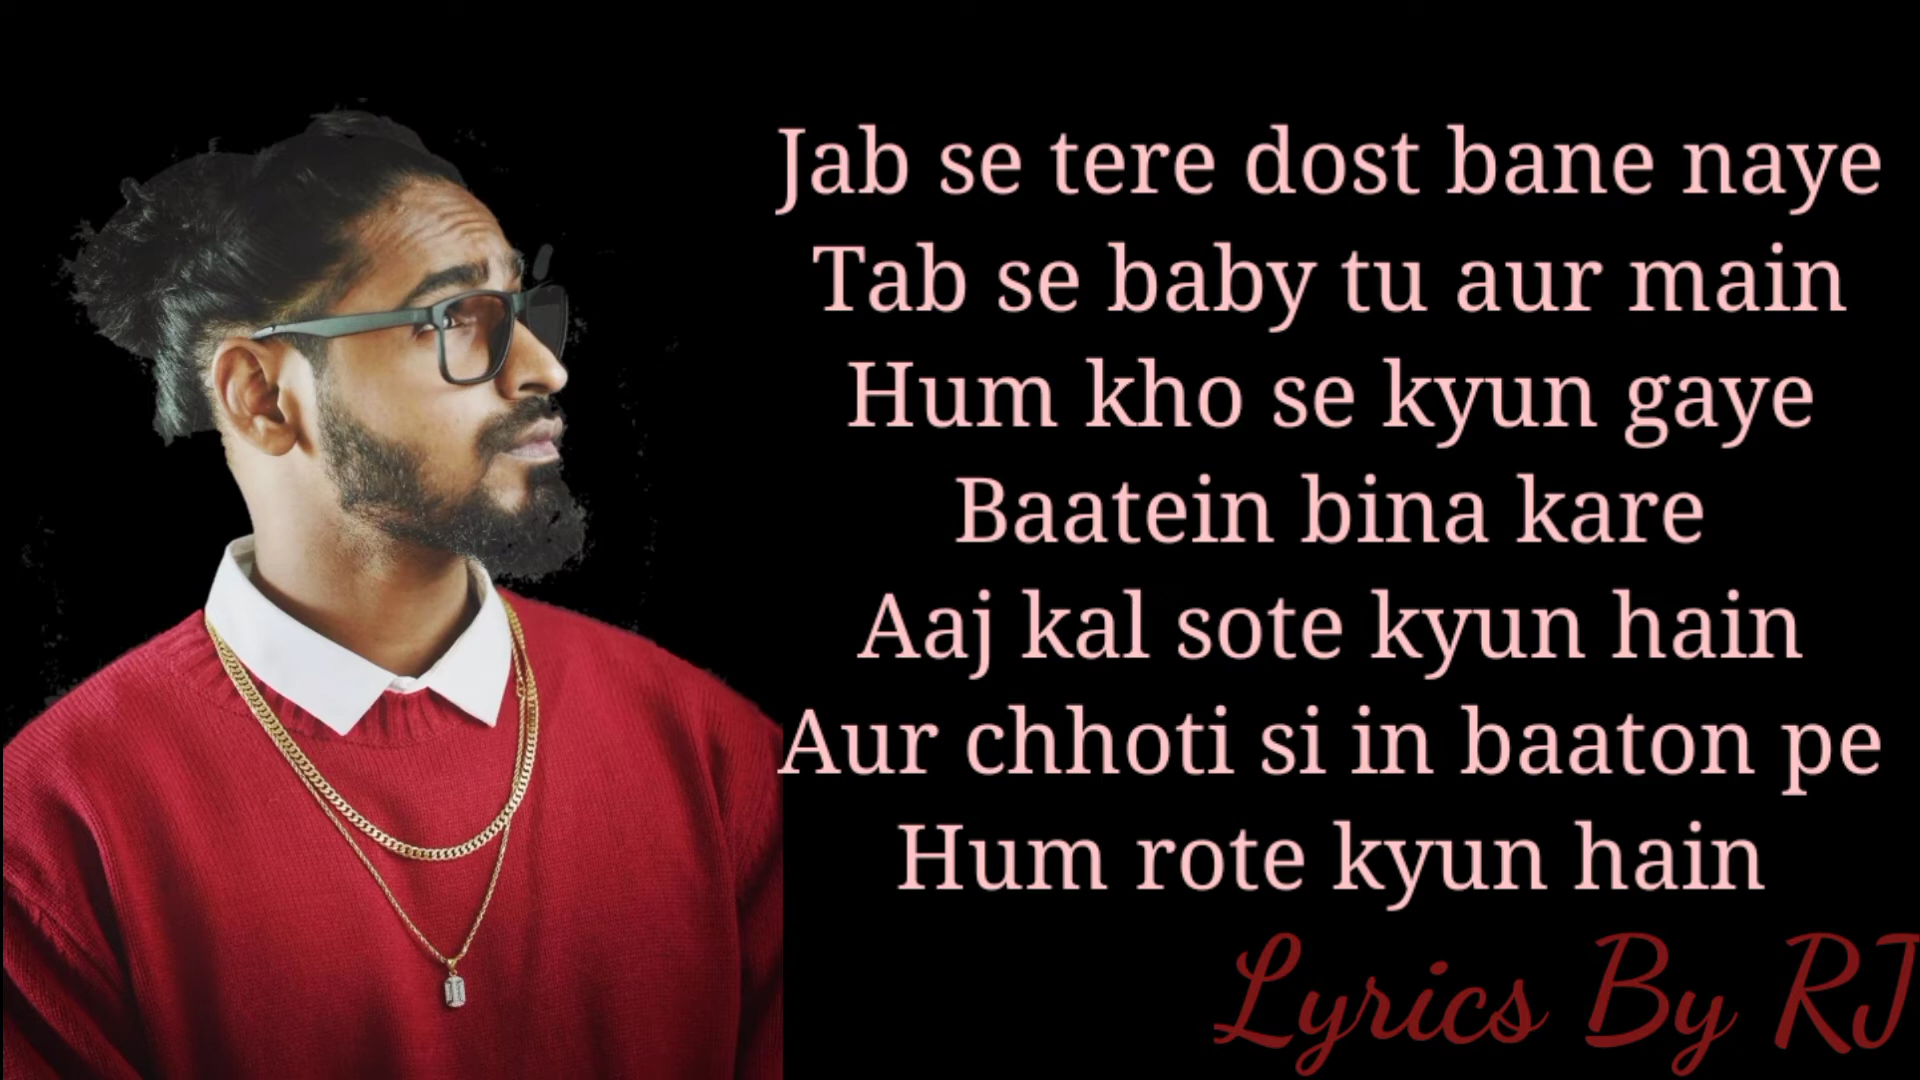 Jab se tere dost bane naye
Tab se baby tu aur main
Hum kho se kyun gaye
Baatein bina kare
Aaj kal sote kyun hain
Aur chhoti si in baaton pe
Hum rote kyun hain
Lyrics By RJ